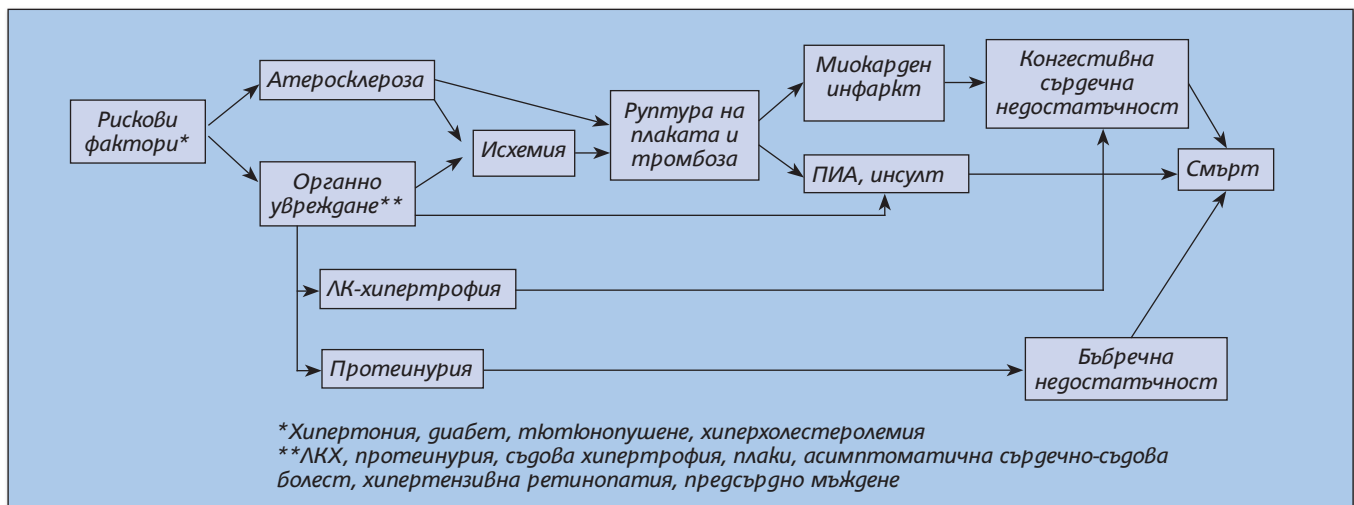 Рискови
фактори*
Атеросклероза
Органно
увреждане**
Исхемия
Руптура на
плаката и
тромбоза
Миокарден
инфаркт
ПИА, инсулт
Конгестивна
сърдечна
недостатъчност
Смърт
ЛК-хипертрофия
Протеинурия
Бъбречна
недостатъчност
*Хипертония, диабет, тютюнопушене, хиперхолестеролемия
**ЛКХ, протеинурия, съдова хипертрофия, плаки, асимптоматична сърдечно-съдова
болест, хипертензивна ретинопатия, предсърдно мъждене